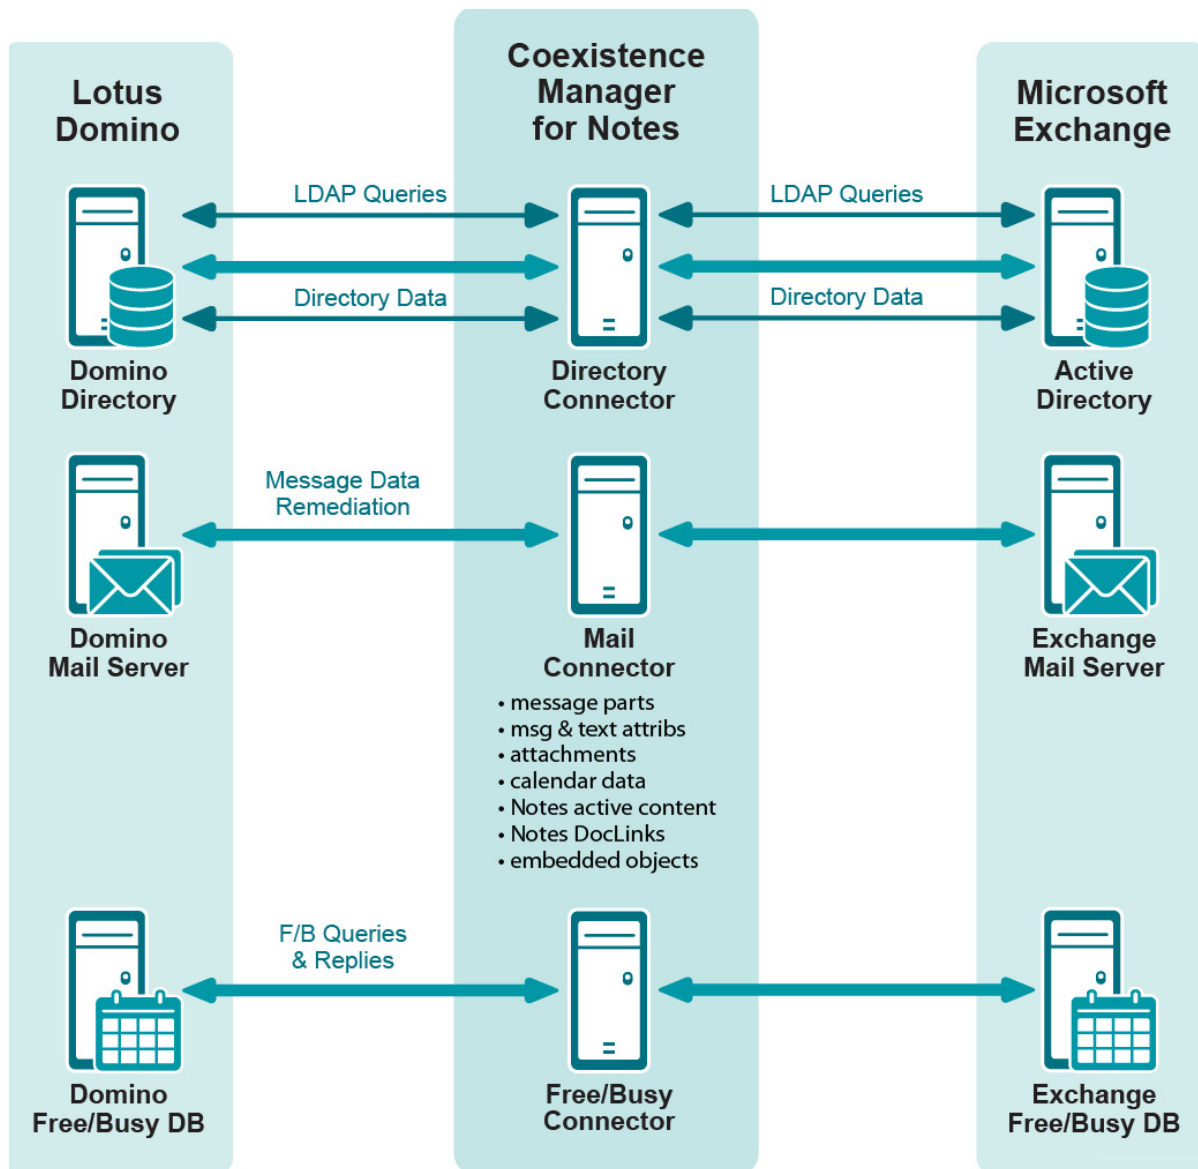 Lotus
Domino
Coexistence
Manager
for Notes
Microsoft
Exchange
LDAP Queries
LDAP Queries
Directory Data
Directory Data
Domino
Directory
Directory
Connector
Active
Directory
Message Data
Remediation
Domino
Mail Server
Mail
Connector
Exchange
Mail Server
• message parts
• msg & text attribs
• attachments
• calendar data
• Notes active content
• Notes DocLinks
• embedded objects
F/B Queries
& Replies
Domino
Free/Busy DB
Free/Busy
Connector
Exchange
Free/Busy DB